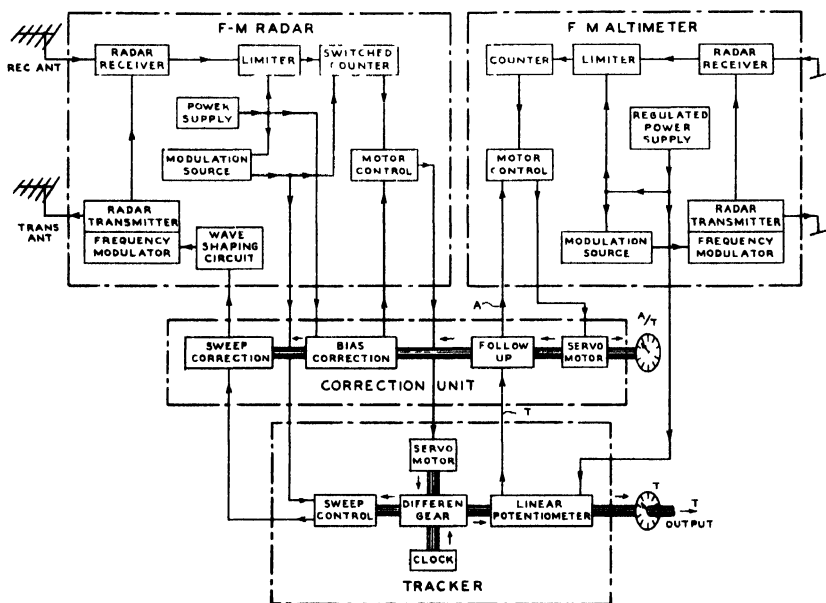 F-M RADAR
REC ANT
RADAR
RECEIVER
LIMITER
SWITCHED
COUNTER
POWER
SUPPLY
MODULATION
SOURCE
MOTOR
CONTROL
TRANS
ANT
RADAR
TRANSMITTER
FREQUENCY
MODULATOR
WAVE
SHAPING
CIRCUIT
F M ALTIMETER
COUNTER
LIMITER
RADAR
RECEIVER
REGULATED
POWER
SUPPLY
MOTOR
CONTROL
MODULATION
SOURCE
RADAR
TRANSMITTER
FREQUENCY
MODULATOR
A
A/T
SWEEP
CORRECTION
BIAS
CORRECTION
FOLLOW
UP
SERVO
MOTOR
CORRECTION UNIT
T
SERVO
MOTOR
SWEEP
CONTROL
DIFFEREN
GEAR
LINEAR
POTENTIOMETER
T
T
OUTPUT
CLOCK
TRACKER